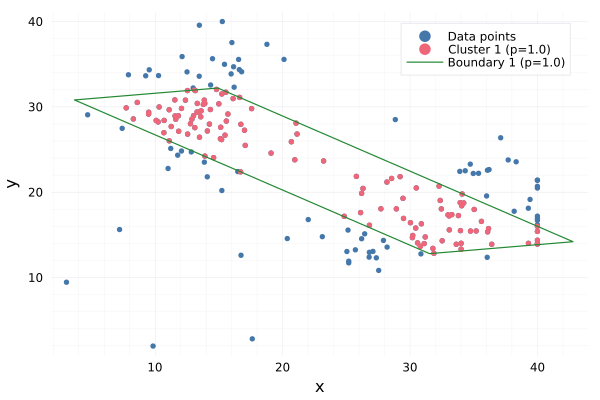 40
30
20
10
y
Data points
Cluster 1 (p=1.0)
Boundary 1 (p=1.0)
10 20 30 40
x